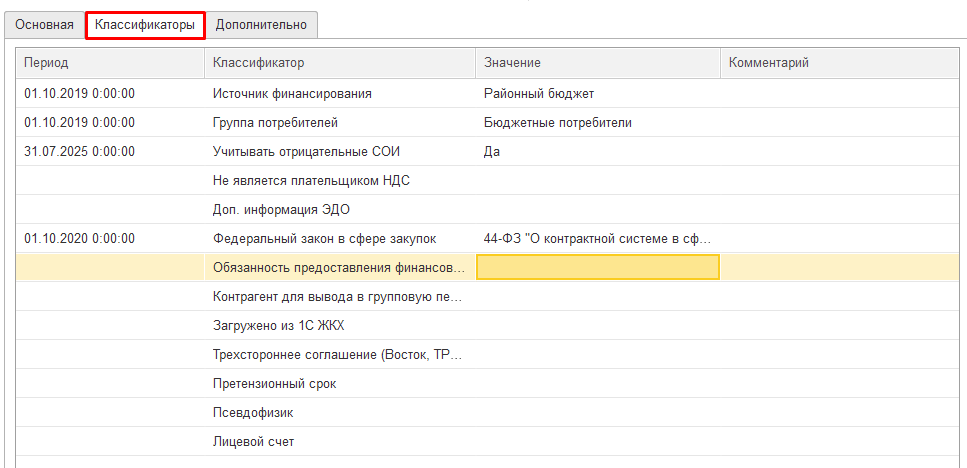 Основная Классификаторы Дополнительно
Период Классификатор Значение Комментарий
01.10.2019 0:00:00 Источник финансирования Районный бюджет
01.10.2019 0:00:00 Группа потребителей Бюджетные потребители
31.07.2025 0:00:00 Учитывать отрицательные СОИ Да
Не является плательщиком НДС
Доп. информация ЭДО
01.10.2020 0:00:00 Федеральный закон в сфере закупок 44-ФЗ "О контрактной системе в сф...
Обязанность предоставления финансов...
Контрагент для вывода в групповую пе...
Загружено из 1С ЖКХ
Трехстороннее соглашение (Восток, ТР...
Претензионный срок
Псевдофизик
Лицевой счет